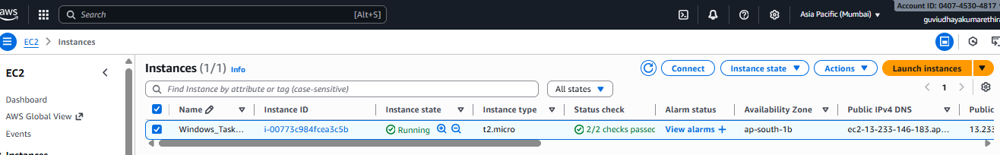 aws
Search [Alt+S] Asia Pacific (Mumbai) Account ID: 0407-4530-4817
guviudhayakumarethira
EC2 > Instances
EC2
Dashboard
AWS Global View
Events
Instances
Instances (1/1) Info Connect Instance state Actions Launch instances
Find Instance by attribute or tag (case-sensitive) All states 1
Name Instance ID Instance state Instance type Status check Alarm status Availability Zone Public IPv4 DNS Public
Windows_Task... i-00773c984fcea3c5b Running t2.micro 2/2 checks passed View alarms + ap-south-1b ec2-13-233-146-183.ap... 13.233